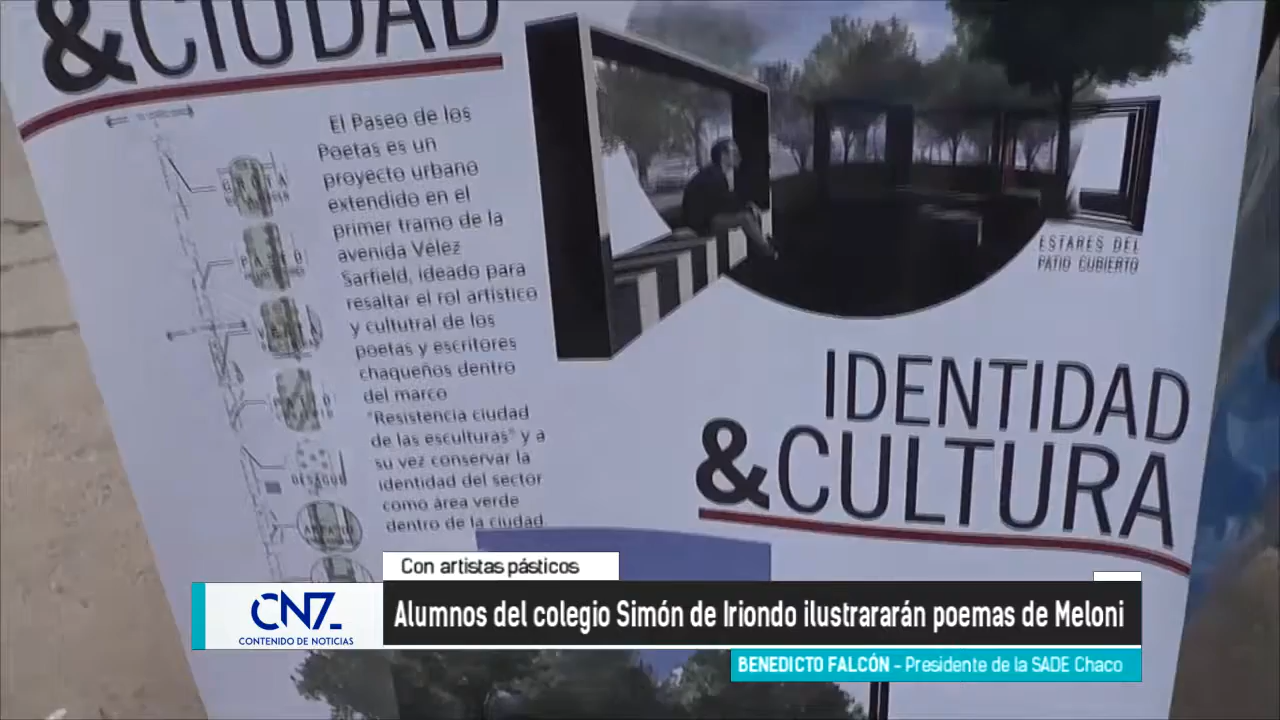 &CIUDAD
El Paseo de los
Poetas es un
proyecto urbano
extendido en el
primer tramo de la
avenida Vélez
Sarfield, ideado para
resaltar el rol artístico
y cultutral de los
poetas y escritores
chaqueños dentro
del marco
"Resistencia ciudad
de las esculturas" y a
su vez conservar la
identidad del sector
como área verde
dentro de la ciudad.
DESAGUE
ESTARES DEL
PATIO CUBIERTO
IDENTIDAD
&CULTURA
Con artistas pásticos
CN7
CONTENIDO DE NOTICIAS
Alumnos del colegio Simón de Iriondo ilustrararán poemas de Meloni
BENEDICTO FALCÓN - Presidente de la SADE Chaco